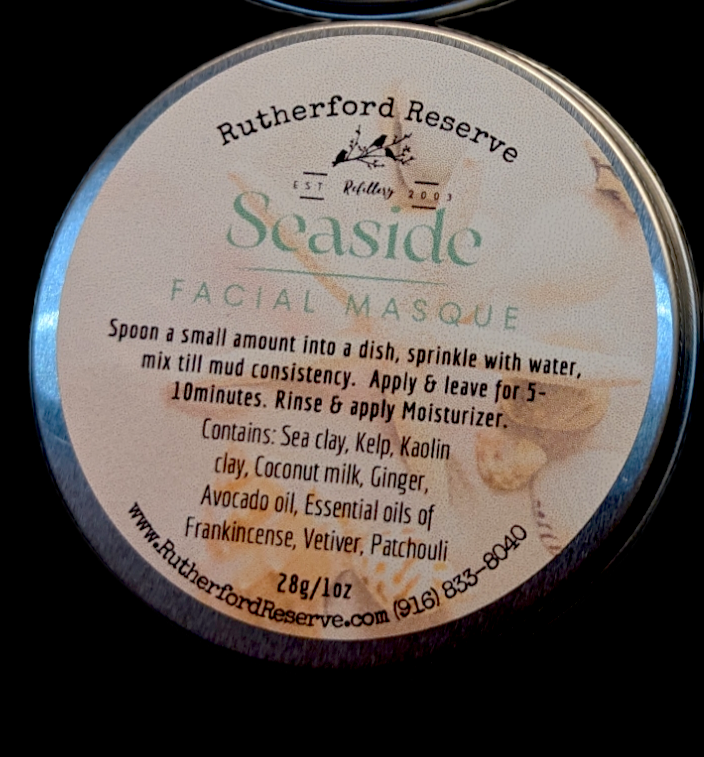 Rutherford Reserve
EST Refillery 2003
Seaside
FACIAL MASQUE
Spoon a small amount into a dish, sprinkle with water,
mix till mud consistency. Apply & leave for 5-
10minutes. Rinse & apply Moisturizer.
Contains: Sea clay, Kelp, Kaolin
clay, Coconut milk, Ginger,
Avocado oil, Essential oils of
Frankincense, Vetiver, Patchouli
28g/1oz
www.RutherfordReserve.com (916) 833-8040